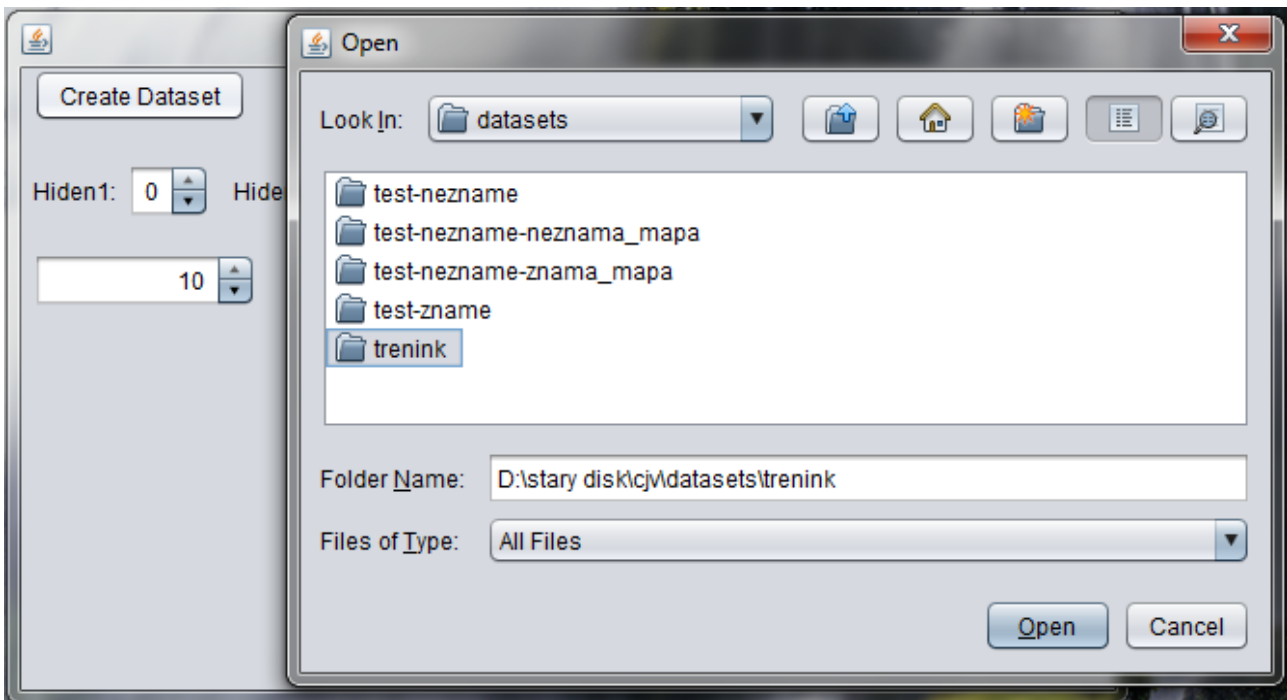 Open
Create Dataset
Look In: datasets
Hiden1: 0 Hide
10
test-nezname
test-nezname-neznama_mapa
test-nezname-znama_mapa
test-zname
trenink
Folder Name: D:\stary disk\cjv\datasets\trenink
Files of Type: All Files
Open Cancel